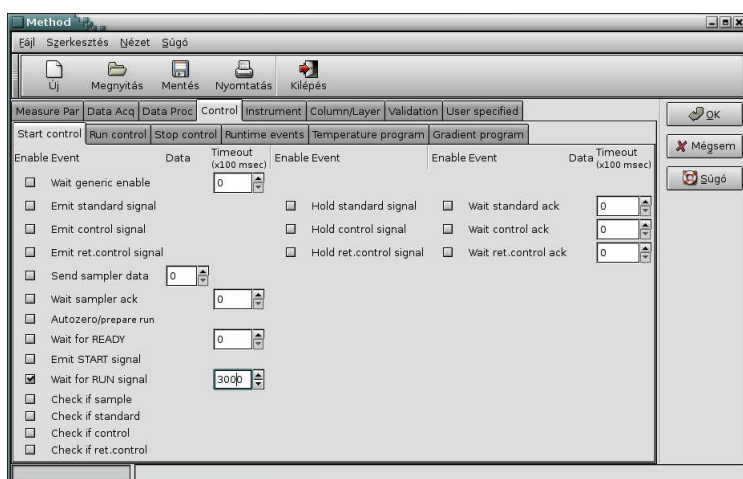 Method
Fájl Szerkesztés Nézet Súgó
Új Megnyitás Mentés Nyomtatás Kilépés
Measure Par Data Acq Data Proc Control Instrument Column/Layer Validation User specified
Start control Run control Stop control Runtime events Temperature program Gradient program
Enable Event Data Timeout (x100 msec) Enable Event Enable Event Data Timeout (x100 msec)
Wait generic enable 0
Emit standard signal Hold standard signal Wait standard ack 0
Emit control signal Hold control signal Wait control ack 0
Emit ret.control signal Hold ret.control signal Wait ret.control ack 0
Send sampler data 0
Wait sampler ack 0
Autozero/prepare run
Wait for READY 0
Emit START signal
Wait for RUN signal 3000
Check if sample
Check if standard
Check if control
Check if ret.control
OK
Mégsem
Súgó